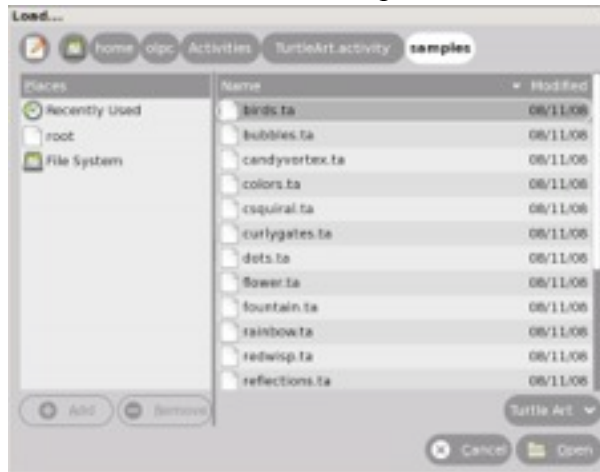 Load...
home olpc Activities TurtleArt.activity samples
Places
Name Modified
Recently Used
root
File System
birds.ta 08/11/08
bubbles.ta 08/11/08
candyvortex.ta 08/11/08
colors.ta 08/11/08
csquiral.ta 08/11/08
curlygates.ta 08/11/08
dots.ta 08/11/08
flower.ta 08/11/08
fountain.ta 08/11/08
rainbow.ta 08/11/08
redwisp.ta 08/11/08
reflections.ta 08/11/08
Add Remove
Turtle Art
Cancel Open